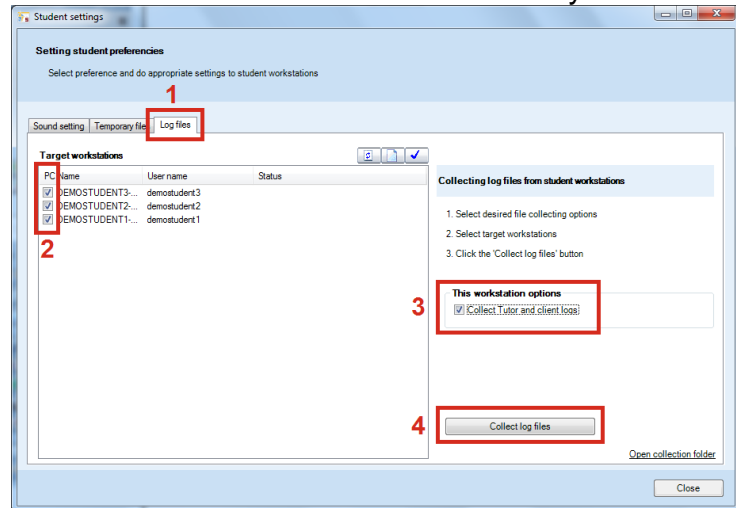 Student settings
Setting student preferencies
Select preference and do appropriate settings to student workstations
1
Sound setting Temporary file Log files
Target workstations
PC Name User name Status
DEMOSTUDENT3-... demostudent3
DEMOSTUDENT2-... demostudent2
DEMOSTUDENT1-... demostudent1
2
Collecting log files from student workstations
1. Select desired file collecting options
2. Select target workstations
3. Click the 'Collect log files' button
This workstation options
3
Collect Tutor and client logs
4
Collect log files
Open collection folder
Close